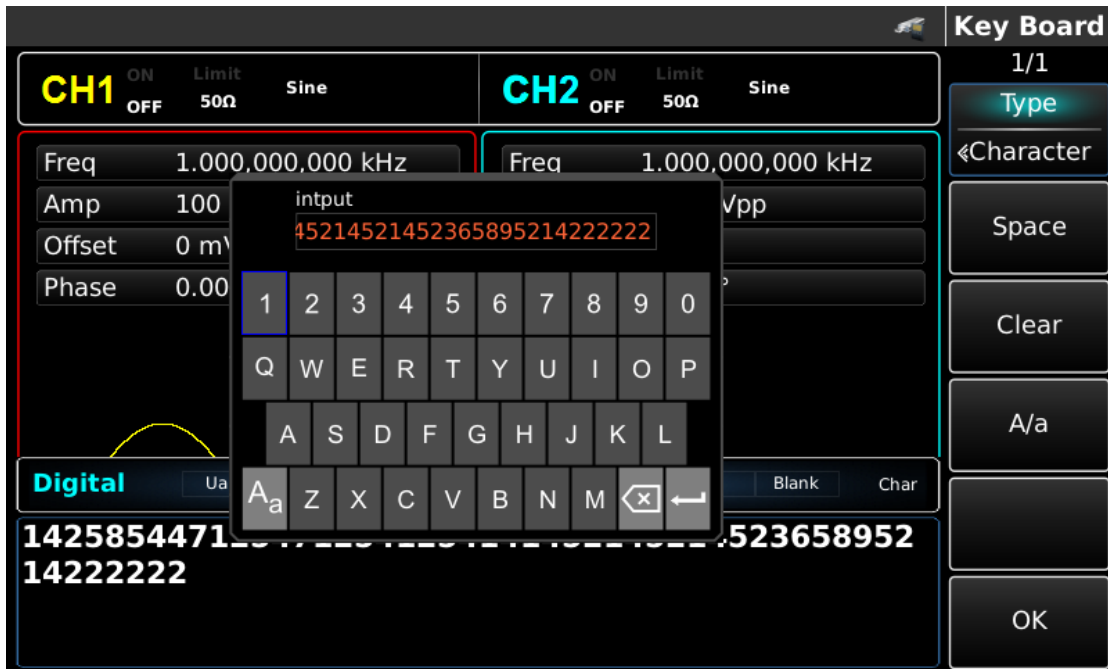 Key Board
1/1
CH1 ON OFF Limit 50Ω Sine
CH2 ON OFF Limit 50Ω Sine
Type
«Character
Freq 1.000,000,000 kHz
Freq 1.000,000,000 kHz
Amp 100
Vpp
Offset 0 m
Phase 0.00
°
intput
45214521452365895214222222
1 2 3 4 5 6 7 8 9 0
Q W E R T Y U I O P
A S D F G H J K L
Aa Z X C V B N M
Space
Clear
A/a
OK
Digital Ua Blank Char
14222222